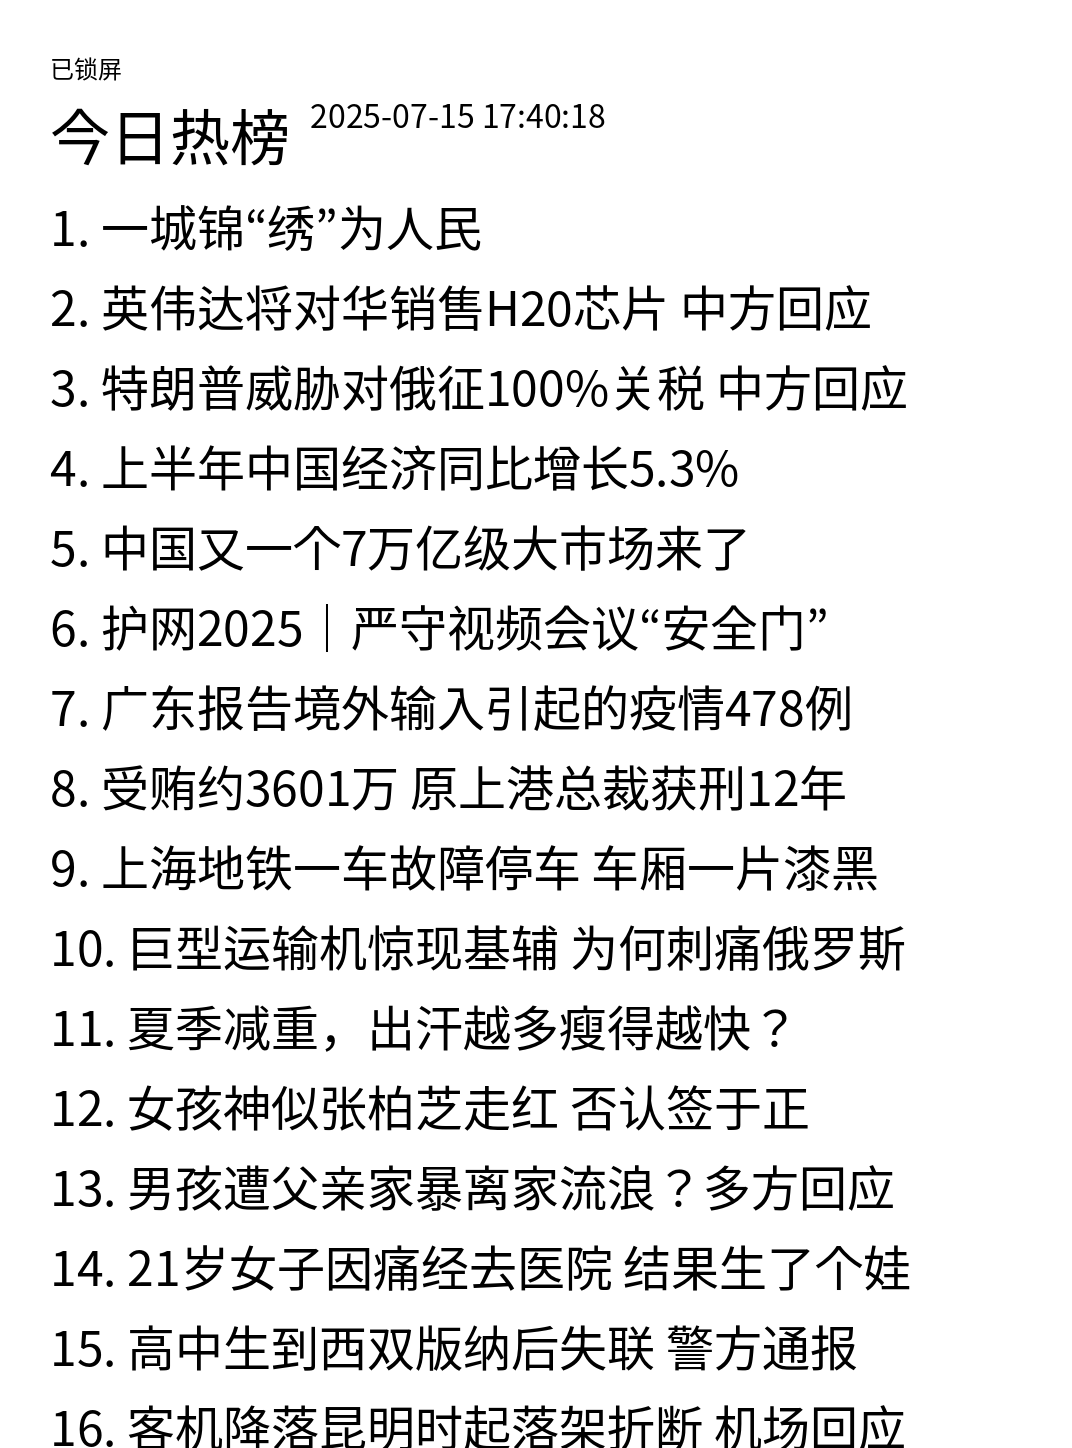 已锁屏
今日热榜 2025-07-15 17:40:18
1. 一城锦“绣”为人民
2. 英伟达将对华销售H20芯片 中方回应
3. 特朗普威胁对俄征100%关税 中方回应
4. 上半年中国经济同比增长5.3%
5. 中国又一个7万亿级大市场来了
6. 护网2025｜严守视频会议“安全门”
7. 广东报告境外输入引起的疫情478例
8. 受贿约3601万 原上港总裁获刑12年
9. 上海地铁一车故障停车 车厢一片漆黑
10. 巨型运输机惊现基辅 为何刺痛俄罗斯
11. 夏季减重，出汗越多瘦得越快？
12. 女孩神似张柏芝走红 否认签于正
13. 男孩遭父亲家暴离家流浪？多方回应
14. 21岁女子因痛经去医院 结果生了个娃
15. 高中生到西双版纳后失联 警方通报
16. 客机降落昆明时起落架折断 机场回应